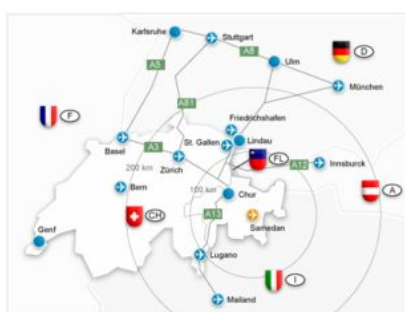 Karlsruhe
Stuttgart
A8
D
Ulm
A5
München
A81
Friedrichshafen
F
Lindau
St. Gallen
A3
Basel
FL
Innsburck
200 km
Zürich
A12
Bern
100 km
Chur
A
CH
A13
Samedan
Genf
Lugano
I
Mailand